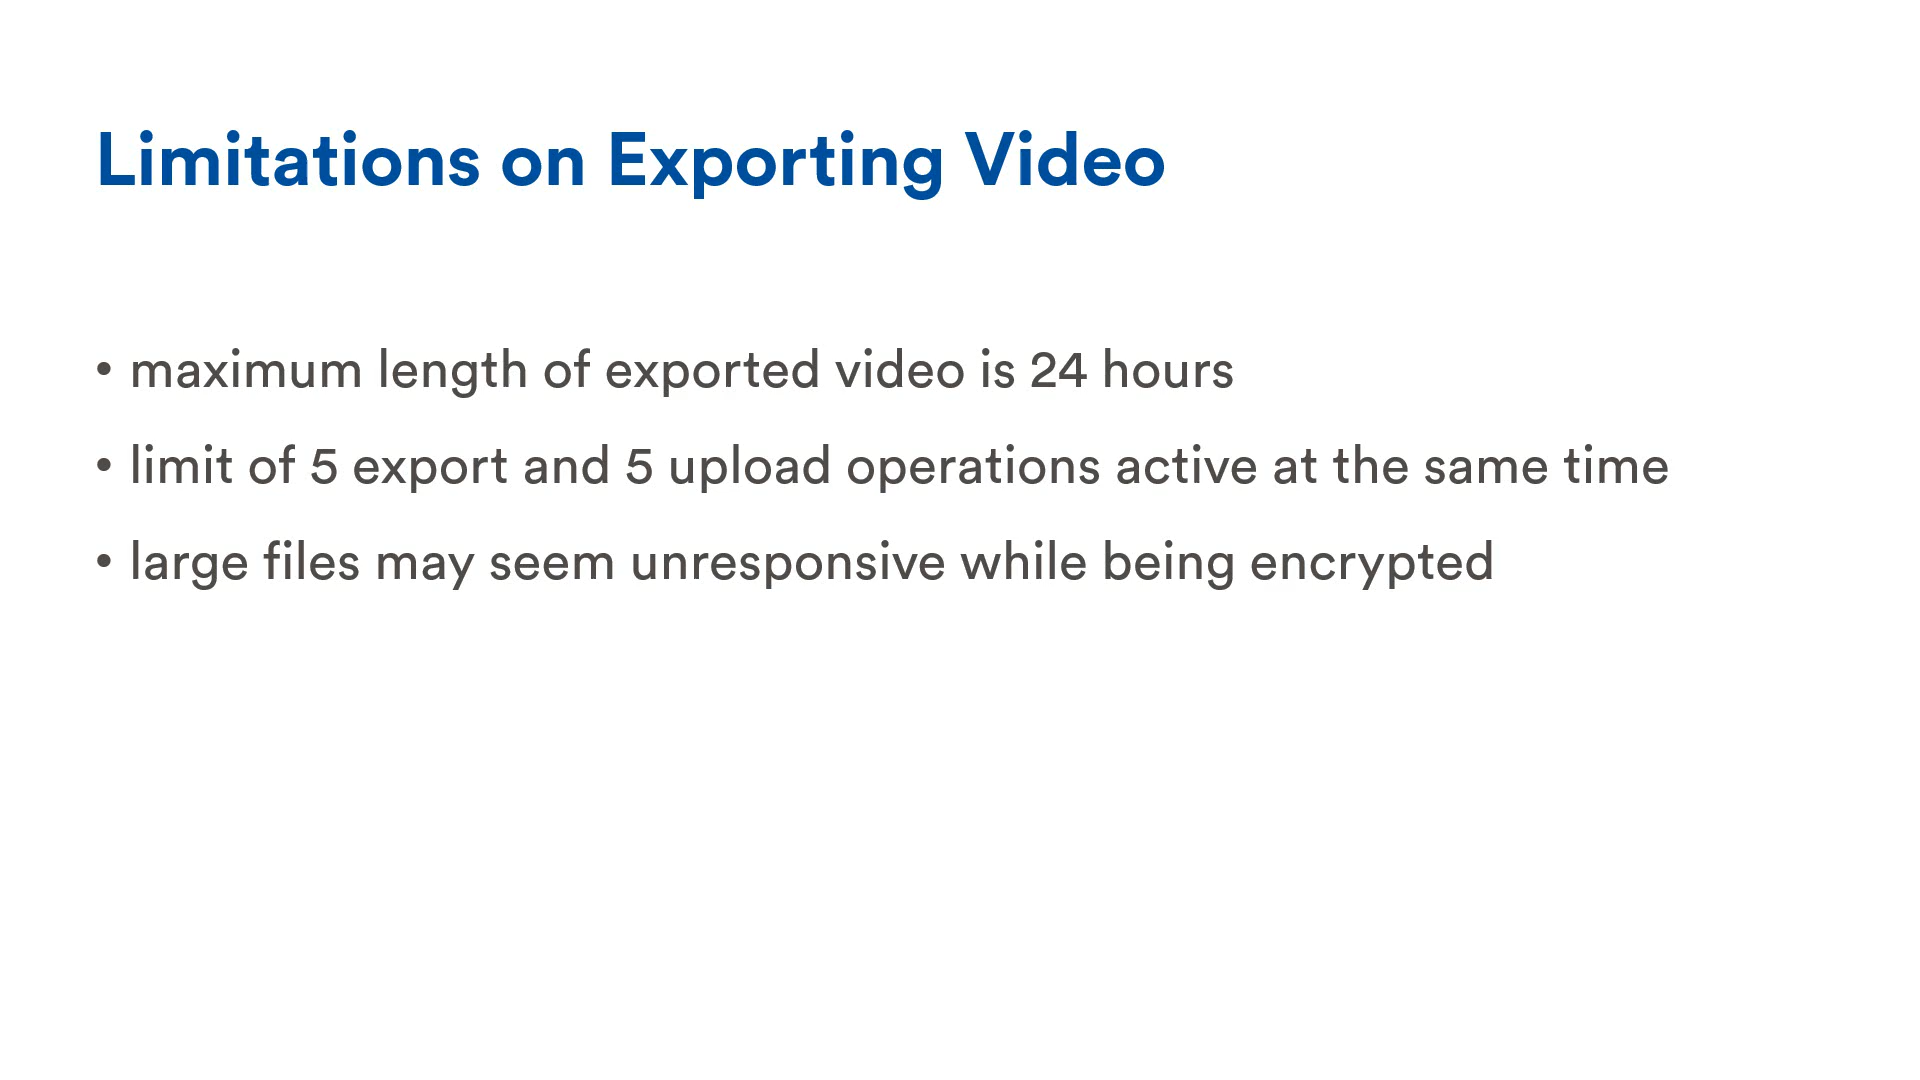 Limitations on Exporting Video
• maximum length of exported video is 24 hours
• limit of 5 export and 5 upload operations active at the same time
• large files may seem unresponsive while being encrypted